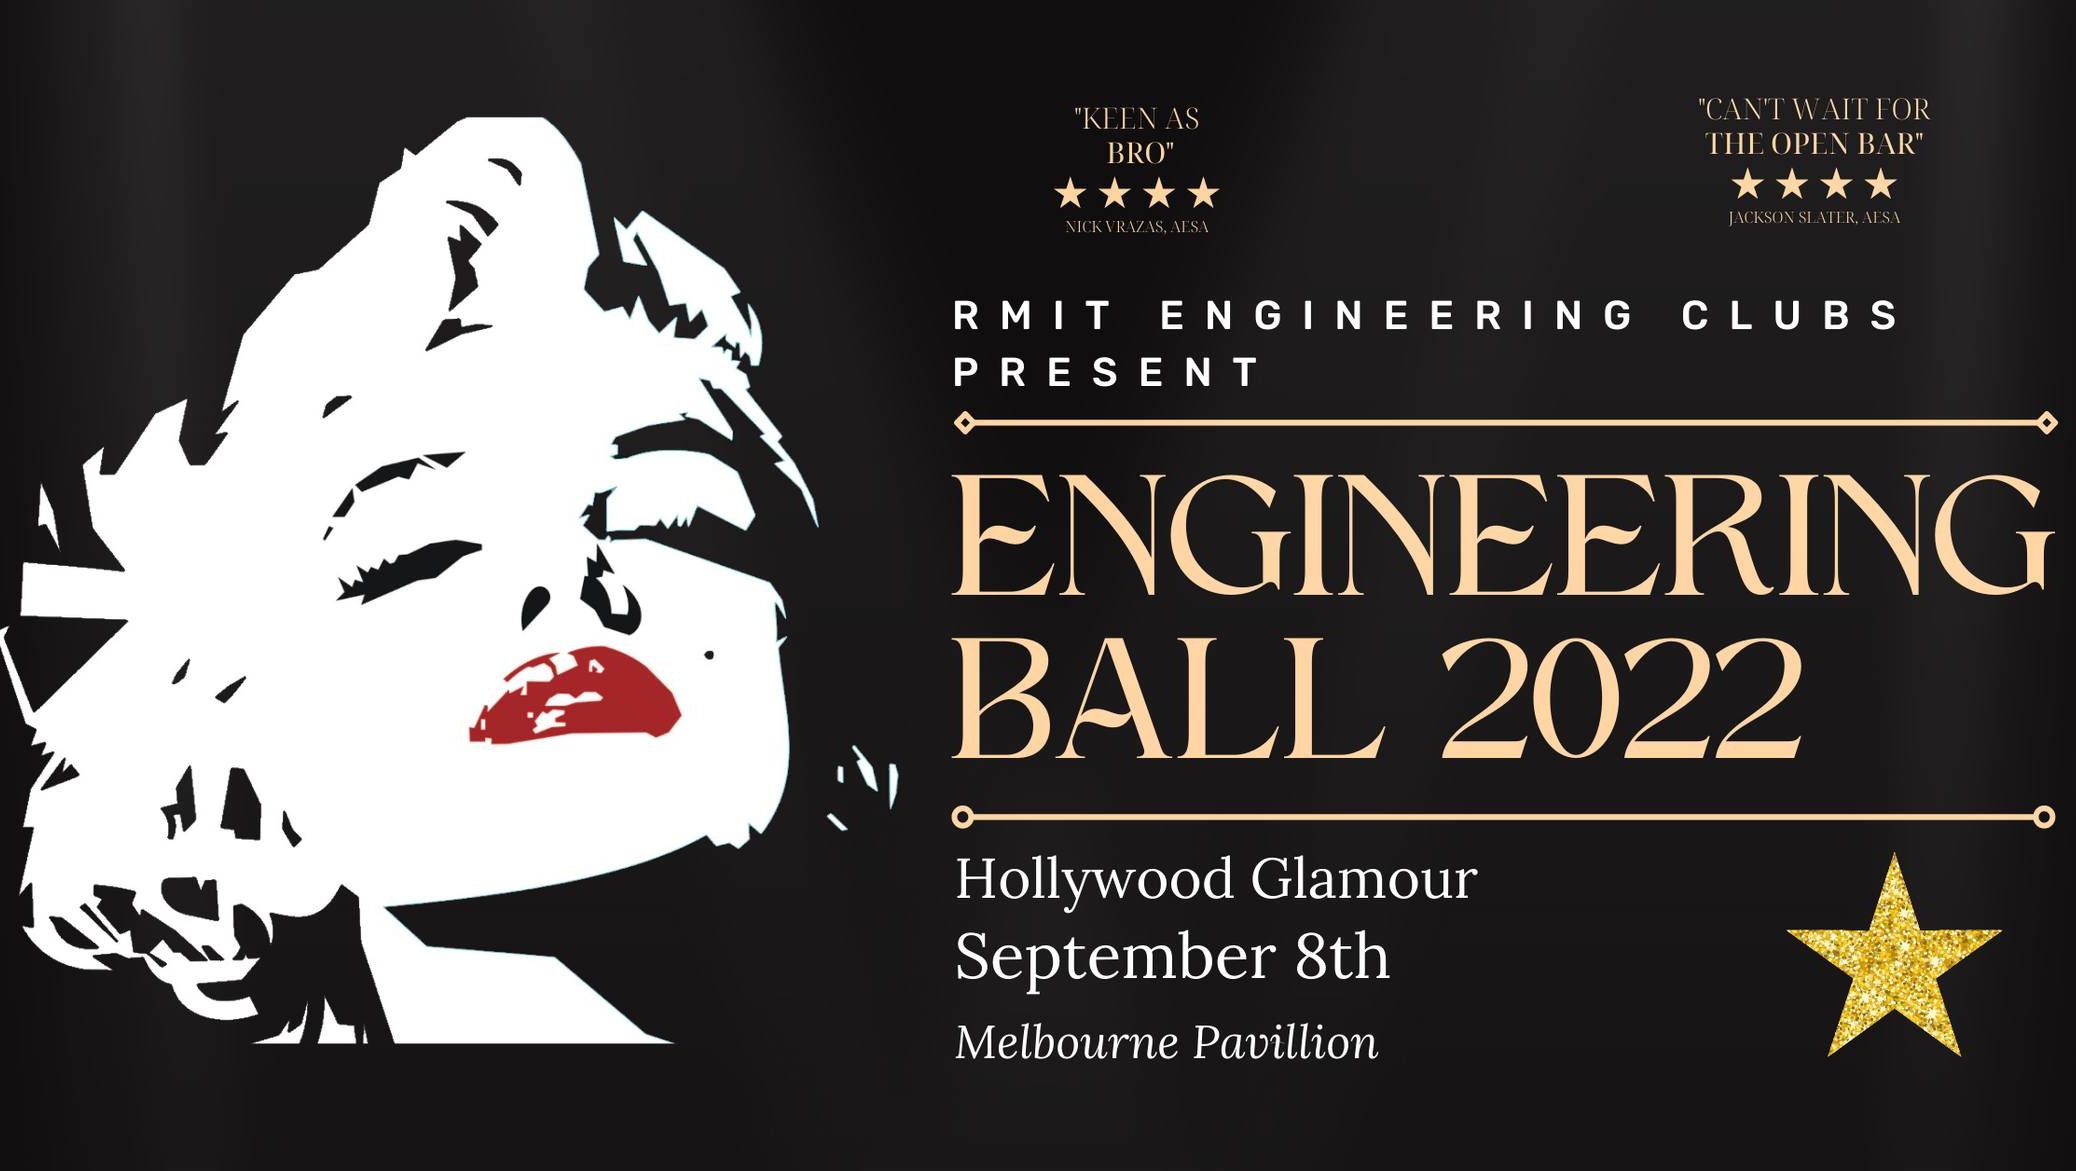 "KEEN AS
BRO"
NICK VRAZAS, AESA
"CAN'T WAIT FOR
THE OPEN BAR"
JACKSON SLATER, AESA
RMIT ENGINEERING CLUBS
PRESENT
ENGINEERING
BALL 2022
Hollywood Glamour
September 8th
Melbourne Pavillion